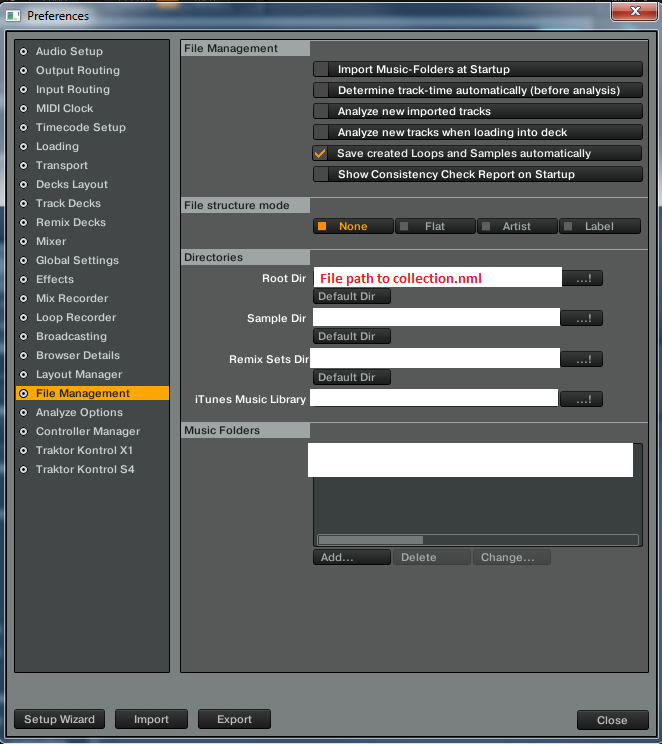 Preferences
Audio Setup
Output Routing
Input Routing
MIDI Clock
Timecode Setup
Loading
Transport
Decks Layout
Track Decks
Remix Decks
Mixer
Global Settings
Effects
Mix Recorder
Loop Recorder
Broadcasting
Browser Details
Layout Manager
File Management
Analyze Options
Controller Manager
Traktor Kontrol X1
Traktor Kontrol S4
File Management
Import Music-Folders at Startup
Determine track-time automatically (before analysis)
Analyze new imported tracks
Analyze new tracks when loading into deck
Save created Loops and Samples automatically
Show Consistency Check Report on Startup
File structure mode
None Flat Artist Label
Directories
Root Dir File path to collection.nml ...!
Default Dir
Sample Dir ...!
Default Dir
Remix Sets Dir ...!
Default Dir
iTunes Music Library ...!
Music Folders
Add... Delete Change...
Setup Wizard Import Export Close